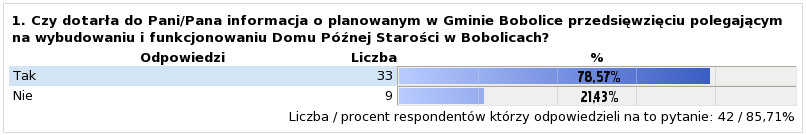 1. Czy dotarła do Pani/Pana informacja o planowanym w Gminie Bobolice przedsięwzięciu polegającym
na wybudowaniu i funkcjonowaniu Domu Późnej Starości w Bobolicach?
Odpowiedzi Liczba %
Tak 33 78,57%
Nie 9 21,43%
Liczba / procent respondentów którzy odpowiedzieli na to pytanie: 42 / 85,71%